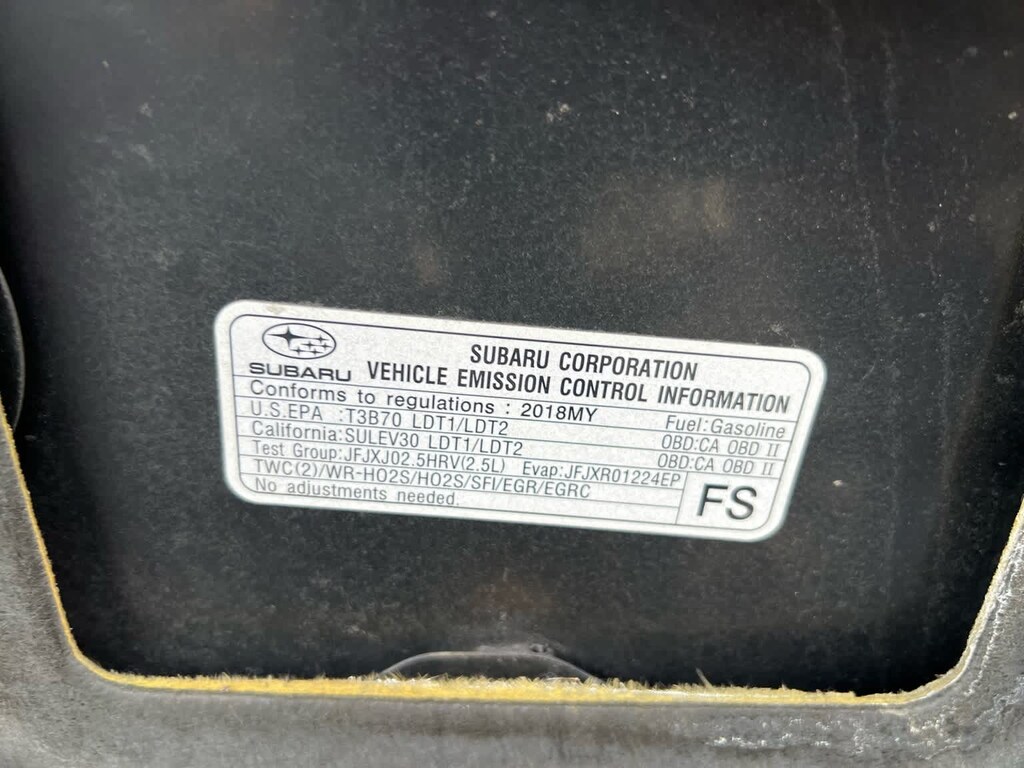 SUBARU
SUBARU CORPORATION
VEHICLE EMISSION CONTROL INFORMATION
Conforms to regulations : 2018MY Fuel:Gasoline
U.S.EPA :T3B70 LDT1/LDT2 OBD:CA OBD II
California:SULEV30 LDT1/LDT2 OBD:CA OBD II
Test Group:JFJXJ02.5HRV(2.5L) Evap:JFJXR01224EP
TWC(2)/WR-HO2S/HO2S/SFI/EGR/EGRC
No adjustments needed.
FS